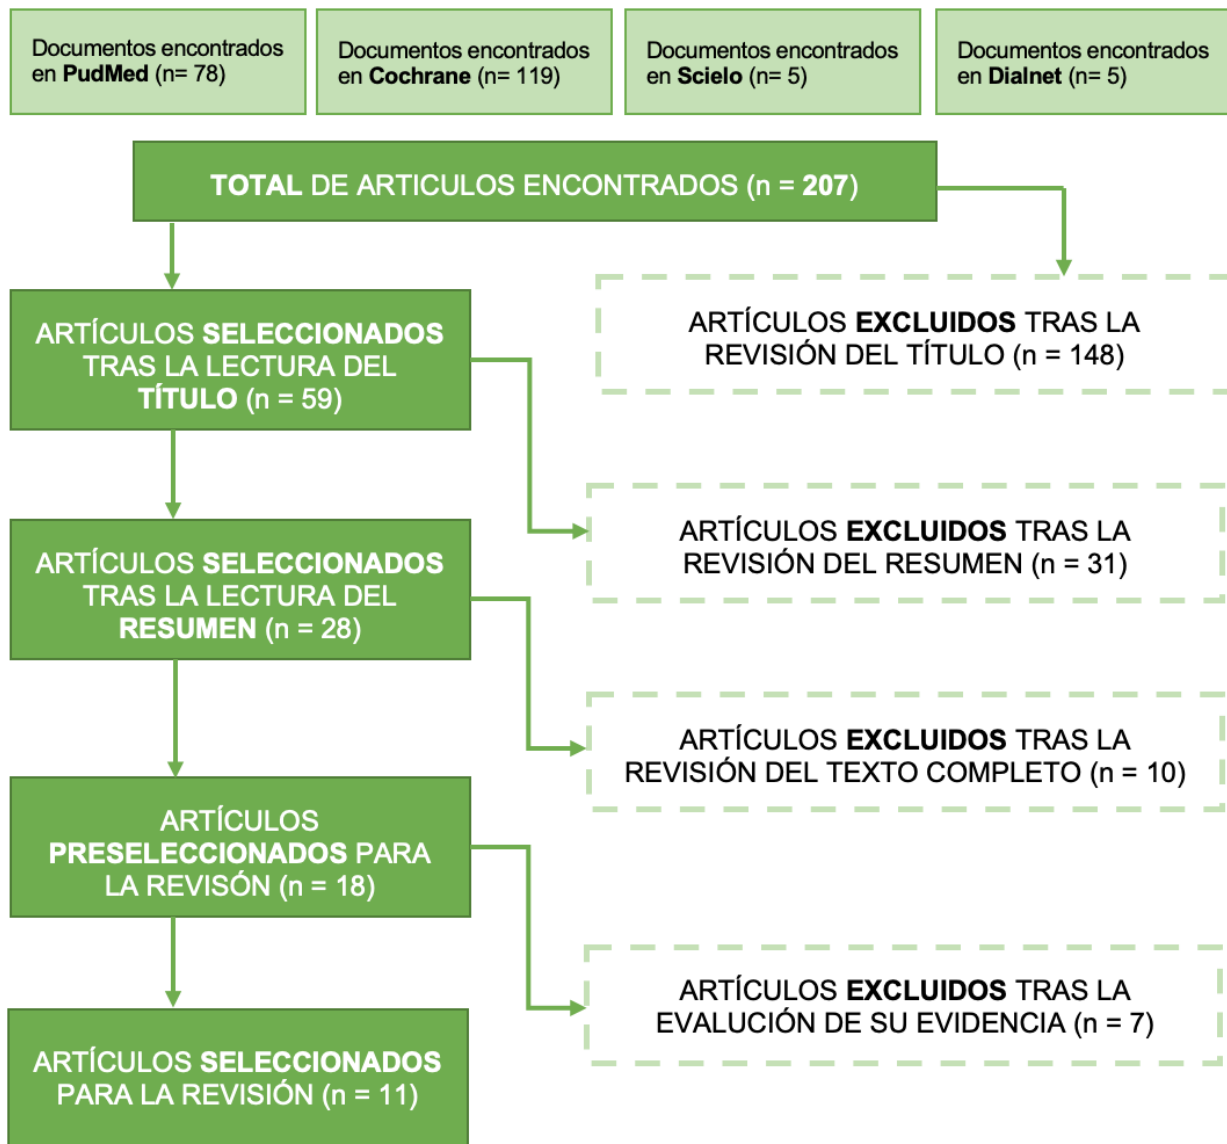 Documentos encontrados
en PudMed (n= 78)
Documentos encontrados
en Cochrane (n= 119)
Documentos encontrados
en Scielo (n= 5)
Documentos encontrados
en Dialnet (n= 5)
TOTAL DE ARTICULOS ENCONTRADOS (n = 207)
ARTÍCULOS SELECCIONADOS
TRAS LA LECTURA DEL
TÍTULO (n = 59)
ARTÍCULOS EXCLUIDOS TRAS LA
REVISIÓN DEL TÍTULO (n = 148)
ARTÍCULOS EXCLUIDOS TRAS LA
REVISIÓN DEL RESUMEN (n = 31)
ARTÍCULOS SELECCIONADOS
TRAS LA LECTURA DEL
RESUMEN (n = 28)
ARTÍCULOS EXCLUIDOS TRAS LA
REVISIÓN DEL TEXTO COMPLETO (n = 10)
ARTÍCULOS
PRESELECCIONADOS PARA
LA REVISÓN (n = 18)
ARTÍCULOS EXCLUIDOS TRAS LA
EVALUCIÓN DE SU EVIDENCIA (n = 7)
ARTÍCULOS SELECCIONADOS
PARA LA REVISIÓN (n = 11)